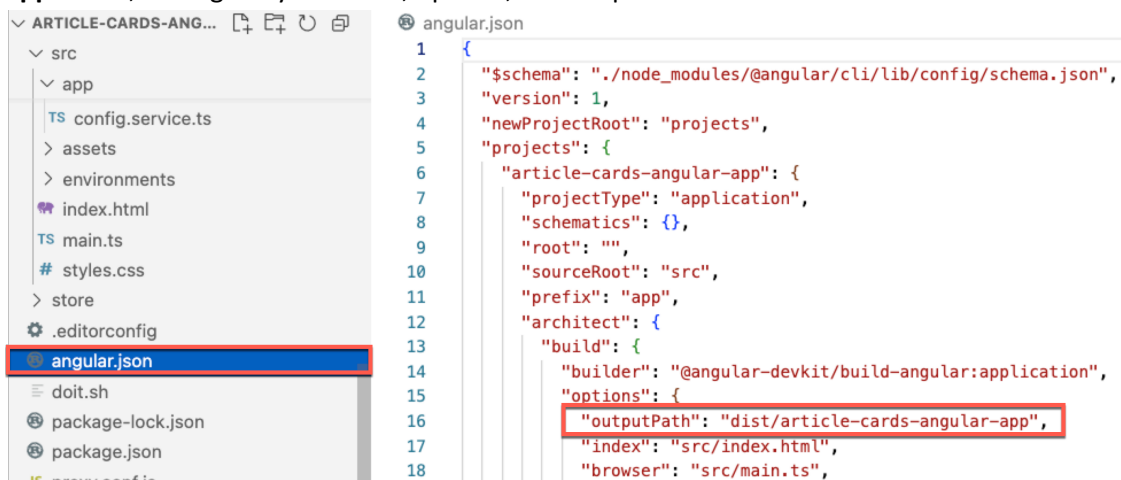 ARTICLE-CARDS-ANG...
src
app
TS config.service.ts
assets
environments
index.html
TS main.ts
# styles.css
store
.editorconfig
angular.json
doit.sh
package-lock.json
package.json
angular.json
1 {
2 "$schema": "./node_modules/@angular/cli/lib/config/schema.json",
3 "version": 1,
4 "newProjectRoot": "projects",
5 "projects": {
6 "article-cards-angular-app": {
7 "projectType": "application",
8 "schematics": {},
9 "root": "",
10 "sourceRoot": "src",
11 "prefix": "app",
12 "architect": {
13 "build": {
14 "builder": "@angular-devkit/build-angular:application",
15 "options": {
16 "outputPath": "dist/article-cards-angular-app",
17 "index": "src/index.html",
18 "browser": "src/main.ts",